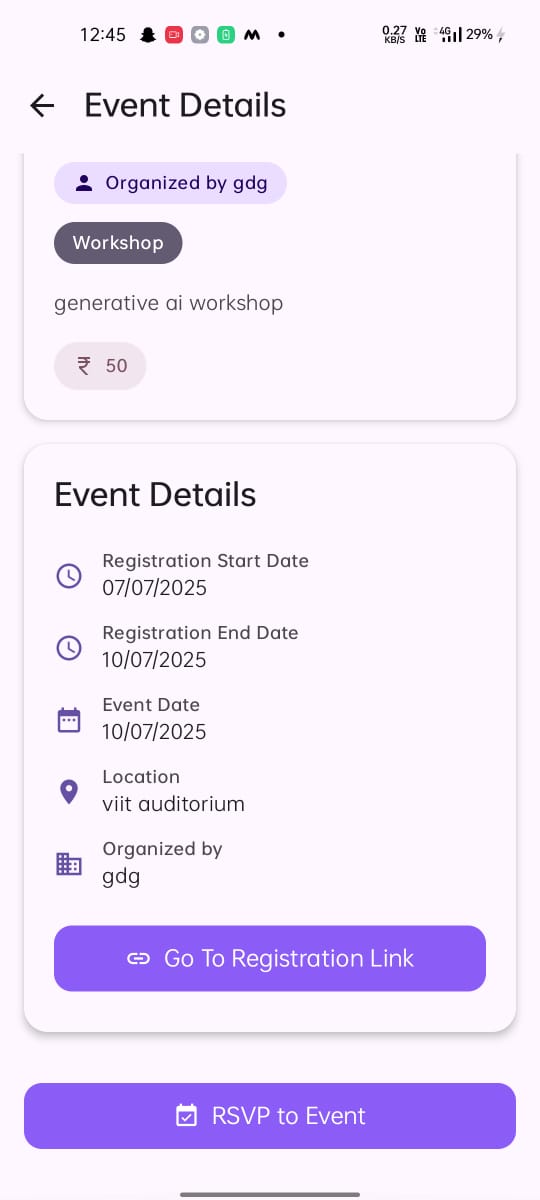 12:45
0.27 KB/S Vo LTE 4G 29%
Event Details
Organized by gdg
Workshop
generative ai workshop
₹ 50
Event Details
Registration Start Date
07/07/2025
Registration End Date
10/07/2025
Event Date
10/07/2025
Location
viit auditorium
Organized by
gdg
Go To Registration Link
RSVP to Event